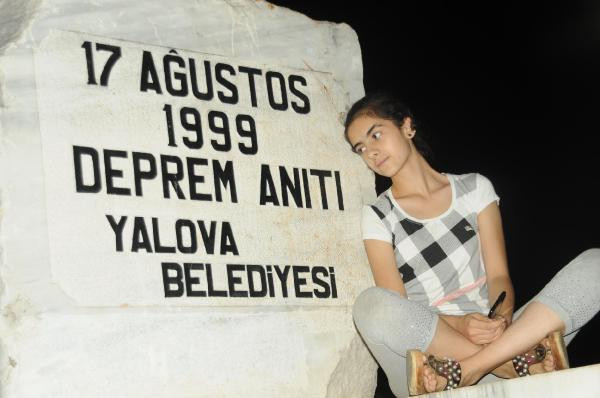 17 AĞUSTOS
1999
DEPREM ANITI
YALOVA
BELEDİYESİ